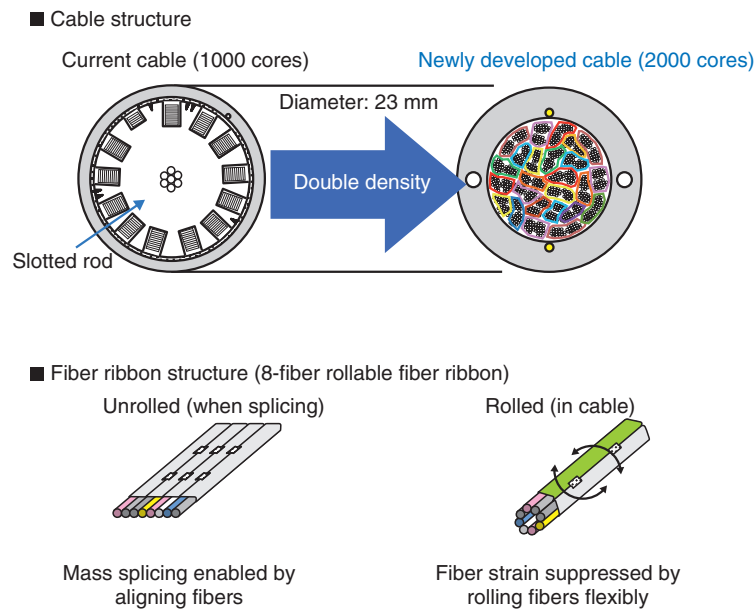 ■ Cable structure
Current cable (1000 cores)
Newly developed cable (2000 cores)
Diameter: 23 mm
Double density
Slotted rod
■ Fiber ribbon structure (8-fiber rollable fiber ribbon)
Unrolled (when splicing)
Rolled (in cable)
Mass splicing enabled by
aligning fibers
Fiber strain suppressed by
rolling fibers flexibly